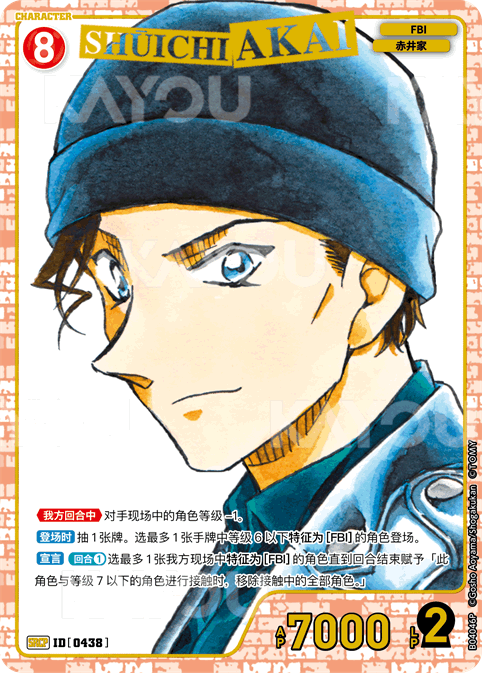 CHARACTER
8
SHUICHI AKAI
FBI
赤井家
KAYOU
KAYOU
KAYOU
我方回合中 对手现场中的角色等级-1。
登场时 抽1张牌。选最多1张手牌中等级6以下特征为[FBI]的角色登场。
宣言 回合1 选最多1张我方现场中特征为[FBI]的角色直到回合结束赋予「此
角色与等级7以下的角色进行接触时，移除接触中的全部角色。」
SRCP ID[0438]
AP 7000 LP 2
B04046P ©Gosho Aoyama/Shogakukan ©TOMY